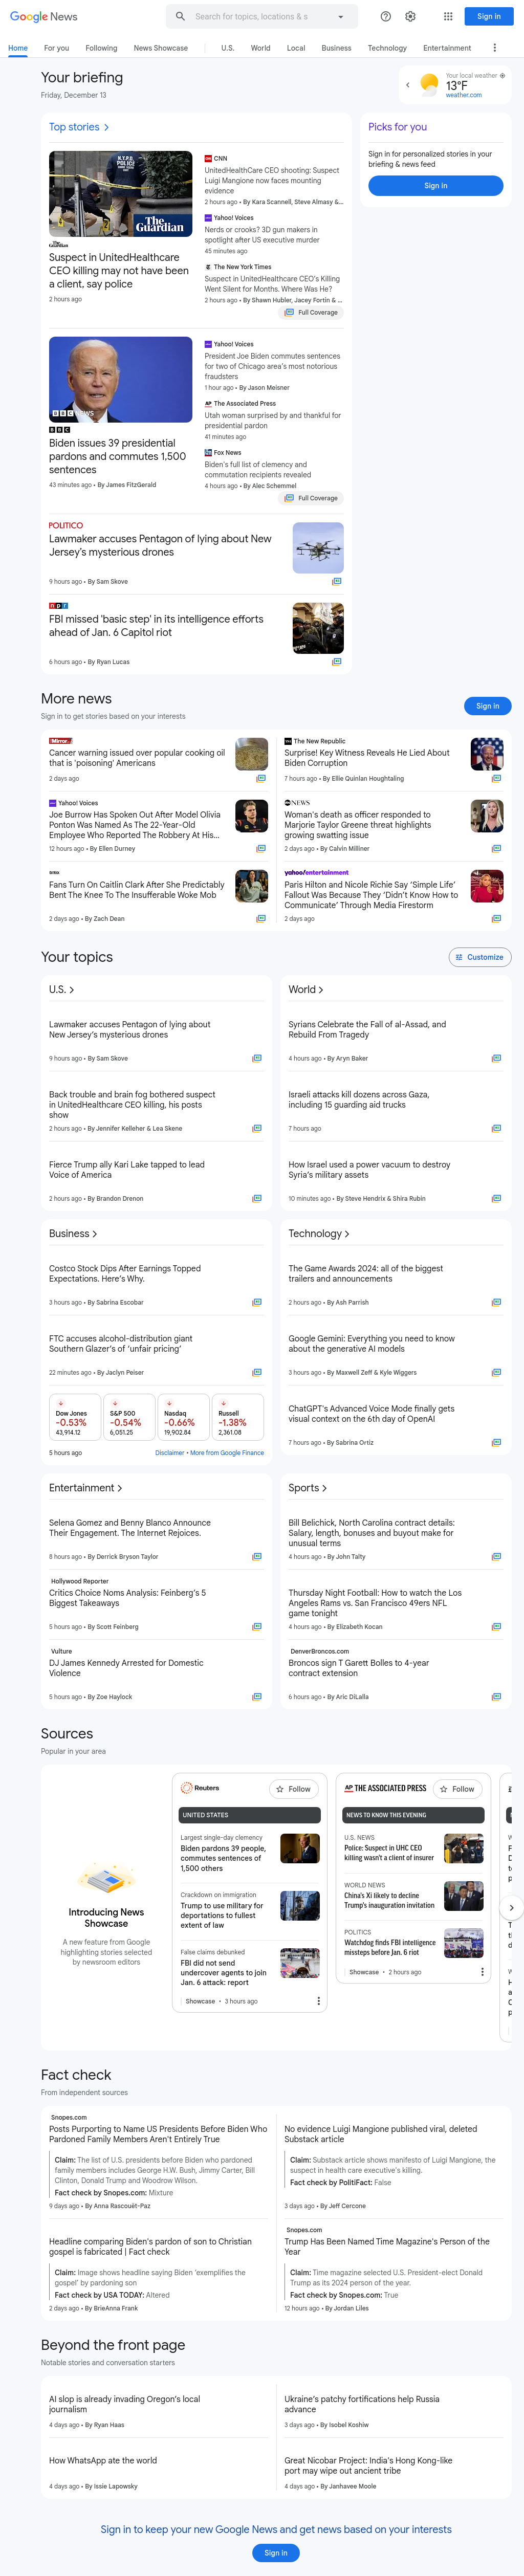 Google News
Search for topics, locations & s
Sign in
Home For you Following News Showcase U.S. World Local Business Technology Entertainment
Your briefing
Friday, December 13
Your local weather
13°F
weather.com
Top stories
Picks for you
Sign in for personalized stories in your
briefing & news feed
Sign in
N.Y.P.D.
The Guardian
The Guardian
Suspect in UnitedHealthcare
CEO killing may not have been
a client, say police
2 hours ago
CNN
UnitedHealthCare CEO shooting: Suspect
Luigi Mangione now faces mounting
evidence
2 hours ago • By Kara Scannell, Steve Almasy &...
Yahoo! Voices
Nerds or crooks? 3D gun makers in
spotlight after US executive murder
45 minutes ago
The New York Times
Suspect in UnitedHealthcare CEO's Killing
Went Silent for Months. Where Was He?
2 hours ago • By Shawn Hubler, Jacey Fortin & ...
Full Coverage
BBC NEWS
BBC
Biden issues 39 presidential
pardons and commutes 1,500
sentences
43 minutes ago • By James FitzGerald
Yahoo! Voices
President Joe Biden commutes sentences
for two of Chicago area's most notorious
fraudsters
1 hour ago • By Jason Meisner
The Associated Press
Utah woman surprised by and thankful for
presidential pardon
41 minutes ago
Fox News
Biden's full list of clemency and
commutation recipients revealed
4 hours ago • By Alec Schemmel
Full Coverage
POLITICO
Lawmaker accuses Pentagon of lying about New
Jersey's mysterious drones
9 hours ago • By Sam Skove
npr
FBI missed 'basic step' in its intelligence efforts
ahead of Jan. 6 Capitol riot
6 hours ago • By Ryan Lucas
More news
Sign in to get stories based on your interests
Sign in
Mirror
Cancer warning issued over popular cooking oil
that is 'poisoning' Americans
2 days ago
The New Republic
Surprise! Key Witness Reveals He Lied About
Biden Corruption
7 hours ago • By Ellie Quinlan Houghtaling
Yahoo! Voices
Joe Burrow Has Spoken Out After Model Olivia
Ponton Was Named As The 22-Year-Old
Employee Who Reported The Robbery At His...
12 hours ago • By Ellen Durney
NEWS
Woman's death as officer responded to
Marjorie Taylor Greene threat highlights
growing swatting issue
2 days ago • By Calvin Milliner
Fans Turn On Caitlin Clark After She Predictably
Bent The Knee To The Insufferable Woke Mob
2 days ago • By Zach Dean
yahoo/entertainment
Paris Hilton and Nicole Richie Say 'Simple Life'
Fallout Was Because They 'Didn't Know How to
Communicate' Through Media Firestorm
2 days ago
Your topics
Customize
U.S.
Lawmaker accuses Pentagon of lying about
New Jersey's mysterious drones
9 hours ago • By Sam Skove
Back trouble and brain fog bothered suspect
in UnitedHealthcare CEO killing, his posts
show
2 hours ago • By Jennifer Kelleher & Lea Skene
Fierce Trump ally Kari Lake tapped to lead
Voice of America
2 hours ago • By Brandon Drenon
World
Syrians Celebrate the Fall of al-Assad, and
Rebuild From Tragedy
4 hours ago • By Aryn Baker
Israeli attacks kill dozens across Gaza,
including 15 guarding aid trucks
7 hours ago
How Israel used a power vacuum to destroy
Syria's military assets
10 minutes ago • By Steve Hendrix & Shira Rubin
Business
Costco Stock Dips After Earnings Topped
Expectations. Here's Why.
3 hours ago • By Sabrina Escobar
FTC accuses alcohol-distribution giant
Southern Glazer's of 'unfair pricing'
22 minutes ago • By Jaclyn Peiser
Dow Jones S&P 500 Nasdaq Russell
-0.53% -0.54% -0.66% -1.38%
43,914.12 6,051.25 19,902.84 2,361.08
5 hours ago
Disclaimer • More from Google Finance
Technology
The Game Awards 2024: all of the biggest
trailers and announcements
2 hours ago • By Ash Parrish
Google Gemini: Everything you need to know
about the generative AI models
3 hours ago • By Maxwell Zeff & Kyle Wiggers
ChatGPT's Advanced Voice Mode finally gets
visual context on the 6th day of OpenAI
7 hours ago • By Sabrina Ortiz
Entertainment
Selena Gomez and Benny Blanco Announce
Their Engagement. The Internet Rejoices.
8 hours ago • By Derrick Bryson Taylor
Hollywood Reporter
Critics Choice Noms Analysis: Feinberg's 5
Biggest Takeaways
5 hours ago • By Scott Feinberg
Vulture
DJ James Kennedy Arrested for Domestic
Violence
5 hours ago • By Zoe Haylock
Sports
Bill Belichick, North Carolina contract details:
Salary, length, bonuses and buyout make for
unusual terms
4 hours ago • By John Talty
Thursday Night Football: How to watch the Los
Angeles Rams vs. San Francisco 49ers NFL
game tonight
4 hours ago • By Elizabeth Kocan
DenverBroncos.com
Broncos sign T Garett Bolles to 4-year
contract extension
6 hours ago • By Aric DiLalla
Sources
Popular in your area
Introducing News
Showcase
A new feature from Google
highlighting stories selected
by newsroom editors
Reuters
Follow
UNITED STATES
Largest single-day clemency
Biden pardons 39 people,
commutes sentences of
1,500 others
Crackdown on immigration
Trump to use military for
deportations to fullest
extent of law
False claims debunked
FBI did not send
undercover agents to join
Jan. 6 attack: report
Showcase • 3 hours ago
AP THE ASSOCIATED PRESS
Follow
NEWS TO KNOW THIS EVENING
U.S. NEWS
Police: Suspect in UHC CEO
killing wasn't a client of insurer
WORLD NEWS
China's Xi likely to decline
Trump's inauguration invitation
POLITICS
Watchdog finds FBI intelligence
missteps before Jan. 6 riot
Showcase • 2 hours ago
Fact check
From independent sources
Snopes.com
Posts Purporting to Name US Presidents Before Biden Who
Pardoned Family Members Aren't Entirely True
Claim: The list of U.S. presidents before Biden who pardoned
family members includes George H.W. Bush, Jimmy Carter, Bill
Clinton, Donald Trump and Woodrow Wilson.
Fact check by Snopes.com: Mixture
9 days ago • By Anna Rascouët-Paz
No evidence Luigi Mangione published viral, deleted
Substack article
Claim: Substack article shows manifesto of Luigi Mangione, the
suspect in health care executive's killing.
Fact check by PolitiFact: False
3 days ago • By Jeff Cercone
Headline comparing Biden's pardon of son to Christian
gospel is fabricated | Fact check
Claim: Image shows headline saying Biden 'exemplifies the
gospel' by pardoning son
Fact check by USA TODAY: Altered
2 days ago • By BrieAnna Frank
Snopes.com
Trump Has Been Named Time Magazine's Person of the
Year
Claim: Time magazine selected U.S. President-elect Donald
Trump as its 2024 person of the year.
Fact check by Snopes.com: True
12 hours ago • By Jordan Liles
Beyond the front page
Notable stories and conversation starters
AI slop is already invading Oregon's local
journalism
4 days ago • By Ryan Haas
Ukraine's patchy fortifications help Russia
advance
3 days ago • By Isobel Koshiw
How WhatsApp ate the world
4 days ago • By Issie Lapowsky
Great Nicobar Project: India's Hong Kong-like
port may wipe out ancient tribe
4 days ago • By Janhavee Moole
Sign in to keep your new Google News and get news based on your interests
Sign in